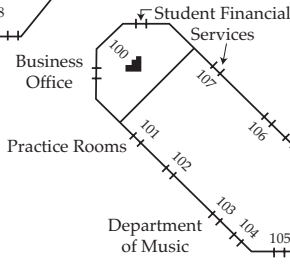 8
Student Financial
Services
100
Business
Office
107
106
101
Practice Rooms
102
103
Department
of Music
104
105